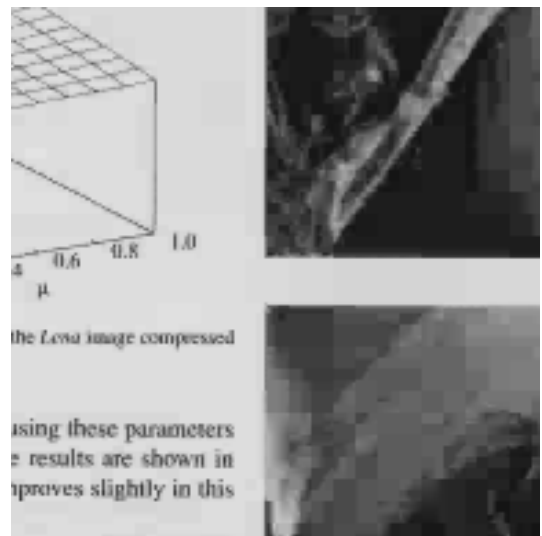 0.6 0.8 1.0
μ
the Lena image compressed
using these parameters
results are shown in
slightly in this